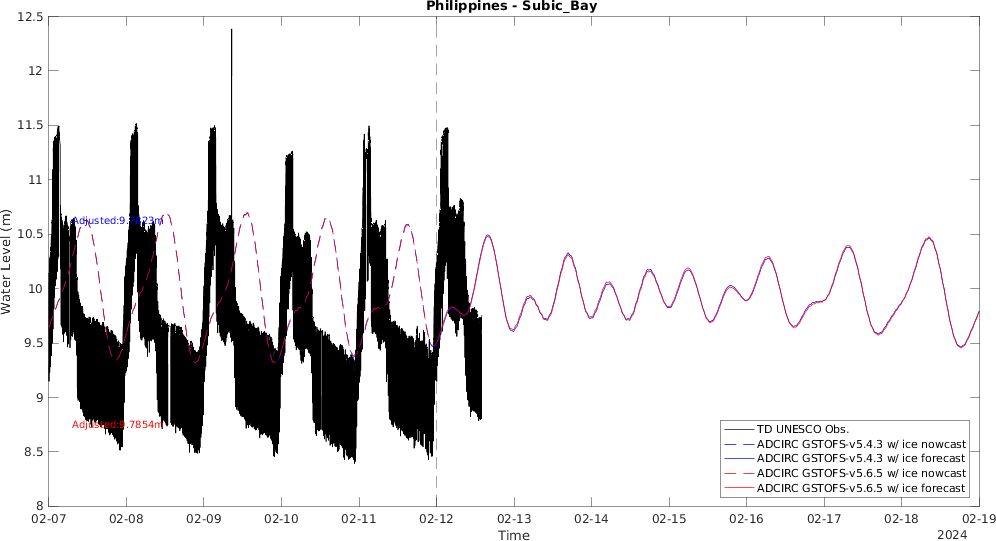 Philippines - Subic_Bay
12.5
12
11.5
11
10.5
10
9.5
9
8.5
8
Water Level (m)
Adjusted:9.7854m
02-07
02-08
02-09
02-10
02-11
02-12
02-13
02-14
02-15
02-16
02-17
02-18
02-19
Time
2024
TD UNESCO Obs.
ADCIRC GSTOFS-v5.4.3 w/ ice nowcast
ADCIRC GSTOFS-v5.4.3 w/ ice forecast
ADCIRC GSTOFS-v5.6.5 w/ ice nowcast
ADCIRC GSTOFS-v5.6.5 w/ ice forecast